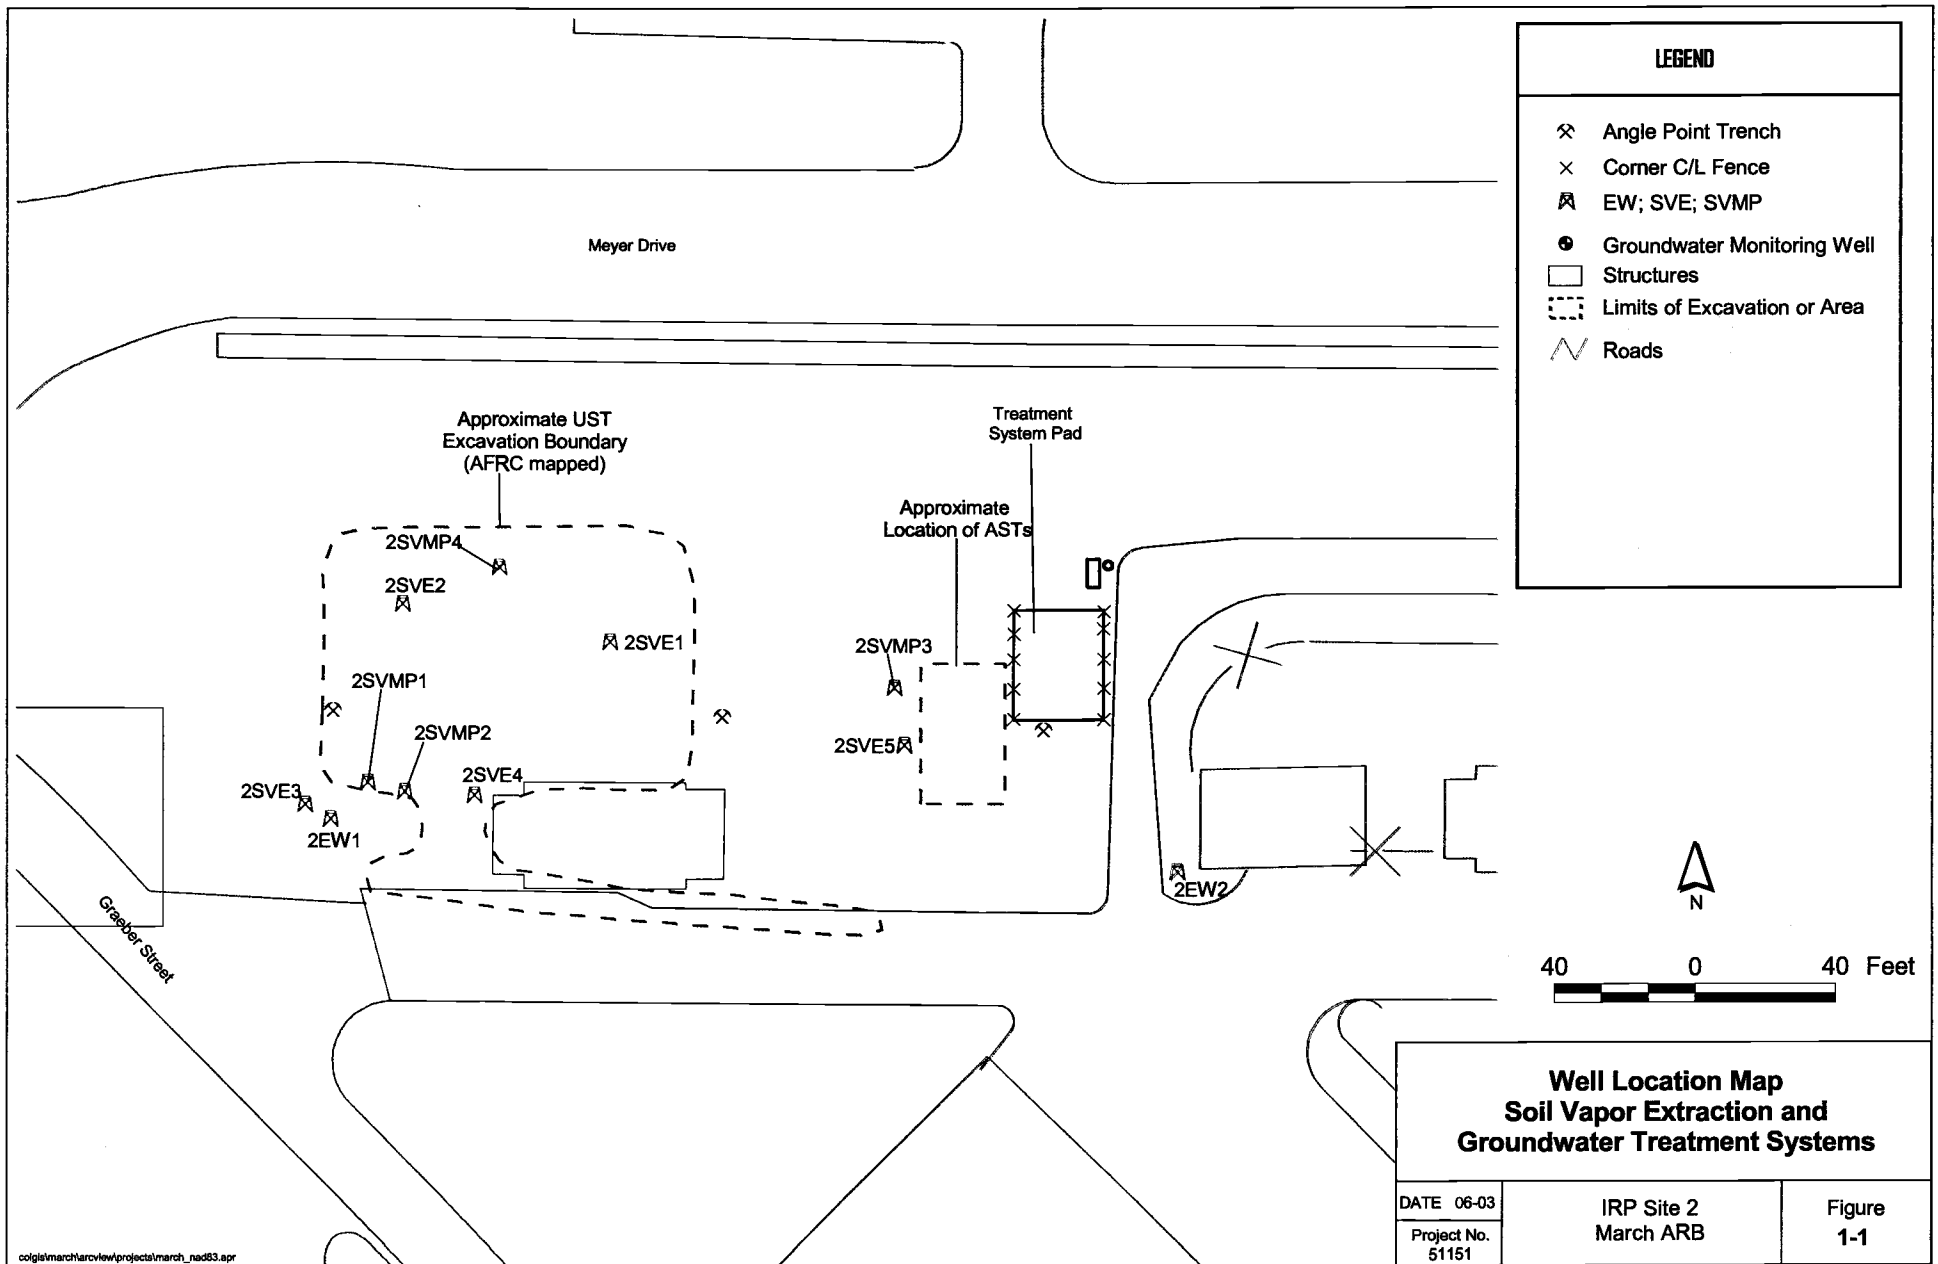 LEGEND
Angle Point Trench
Corner C/L Fence
EW; SVE; SVMP
Groundwater Monitoring Well
Structures
Limits of Excavation or Area
Roads
Meyer Drive
Approximate UST
Excavation Boundary
(AFRC mapped)
Treatment
System Pad
Approximate
Location of ASTs
2SVMP4
2SVE2
2SVE1
2SVMP3
2SVMP1
2SVMP2
2SVE5
2SVE4
2SVE3
2EW1
2EW2
Graeber Street
N
40 0 40 Feet
Well Location Map
Soil Vapor Extraction and
Groundwater Treatment Systems
DATE 06-03
Project No.
51151
IRP Site 2
March ARB
Figure
1-1
colgis\march\arcview\projects\march_nad83.apr